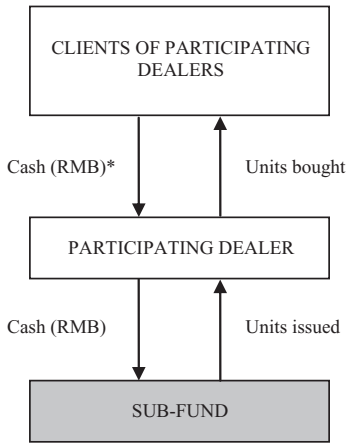 CLIENTS OF PARTICIPATING
DEALERS
Cash (RMB)*
Units bought
PARTICIPATING DEALER
Cash (RMB)
Units issued
SUB-FUND